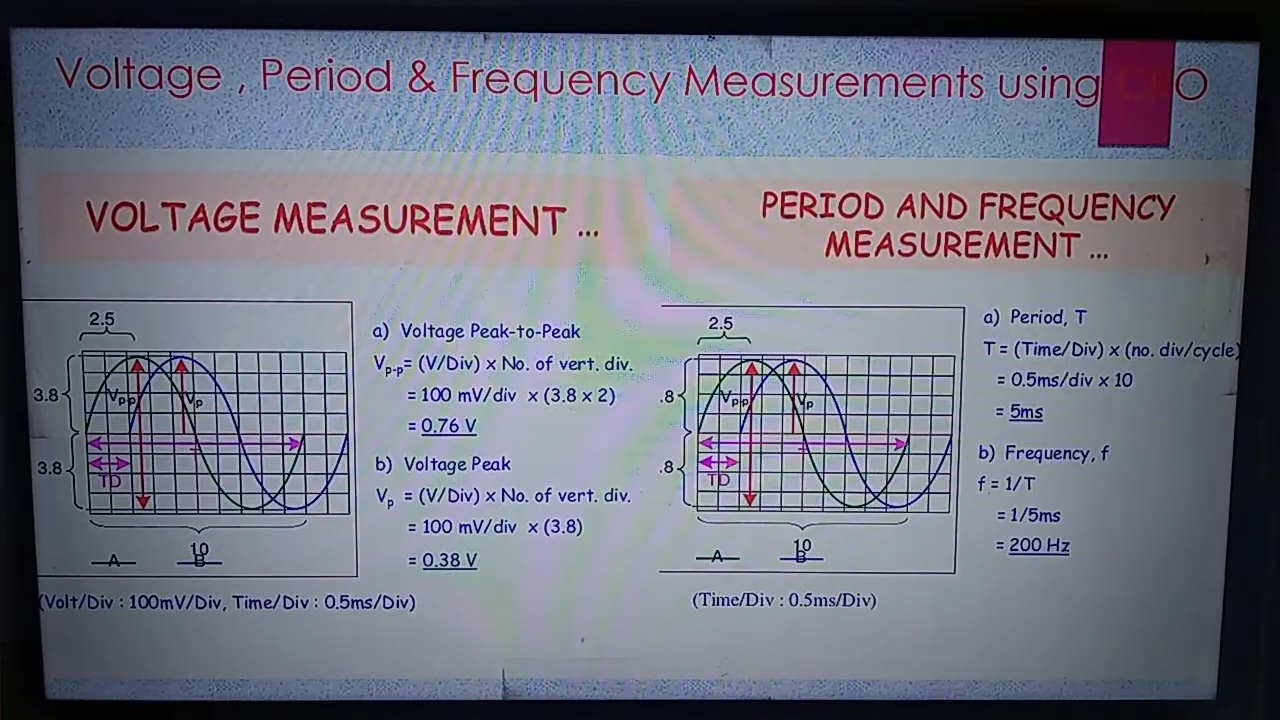 Voltage , Period & Frequency Measurements using CRO
VOLTAGE MEASUREMENT ...
2.5
3.8
3.8
Vp-p
Vp
T
TD
10
A
B
(Volt/Div : 100mV/Div, Time/Div : 0.5ms/Div)
a) Voltage Peak-to-Peak
Vp-p= (V/Div) x No. of vert. div.
= 100 mV/div x (3.8 x 2)
= 0.76 V
b) Voltage Peak
Vp = (V/Div) x No. of vert. div.
= 100 mV/div x (3.8)
= 0.38 V
PERIOD AND FREQUENCY
MEASUREMENT ...
2.5
.8
.8
Vp-p
Vp
T
TD
10
A
B
(Time/Div : 0.5ms/Div)
a) Period, T
T = (Time/Div) x (no. div/cycle)
= 0.5ms/div x 10
= 5ms
b) Frequency, f
f = 1/T
= 1/5ms
= 200 Hz